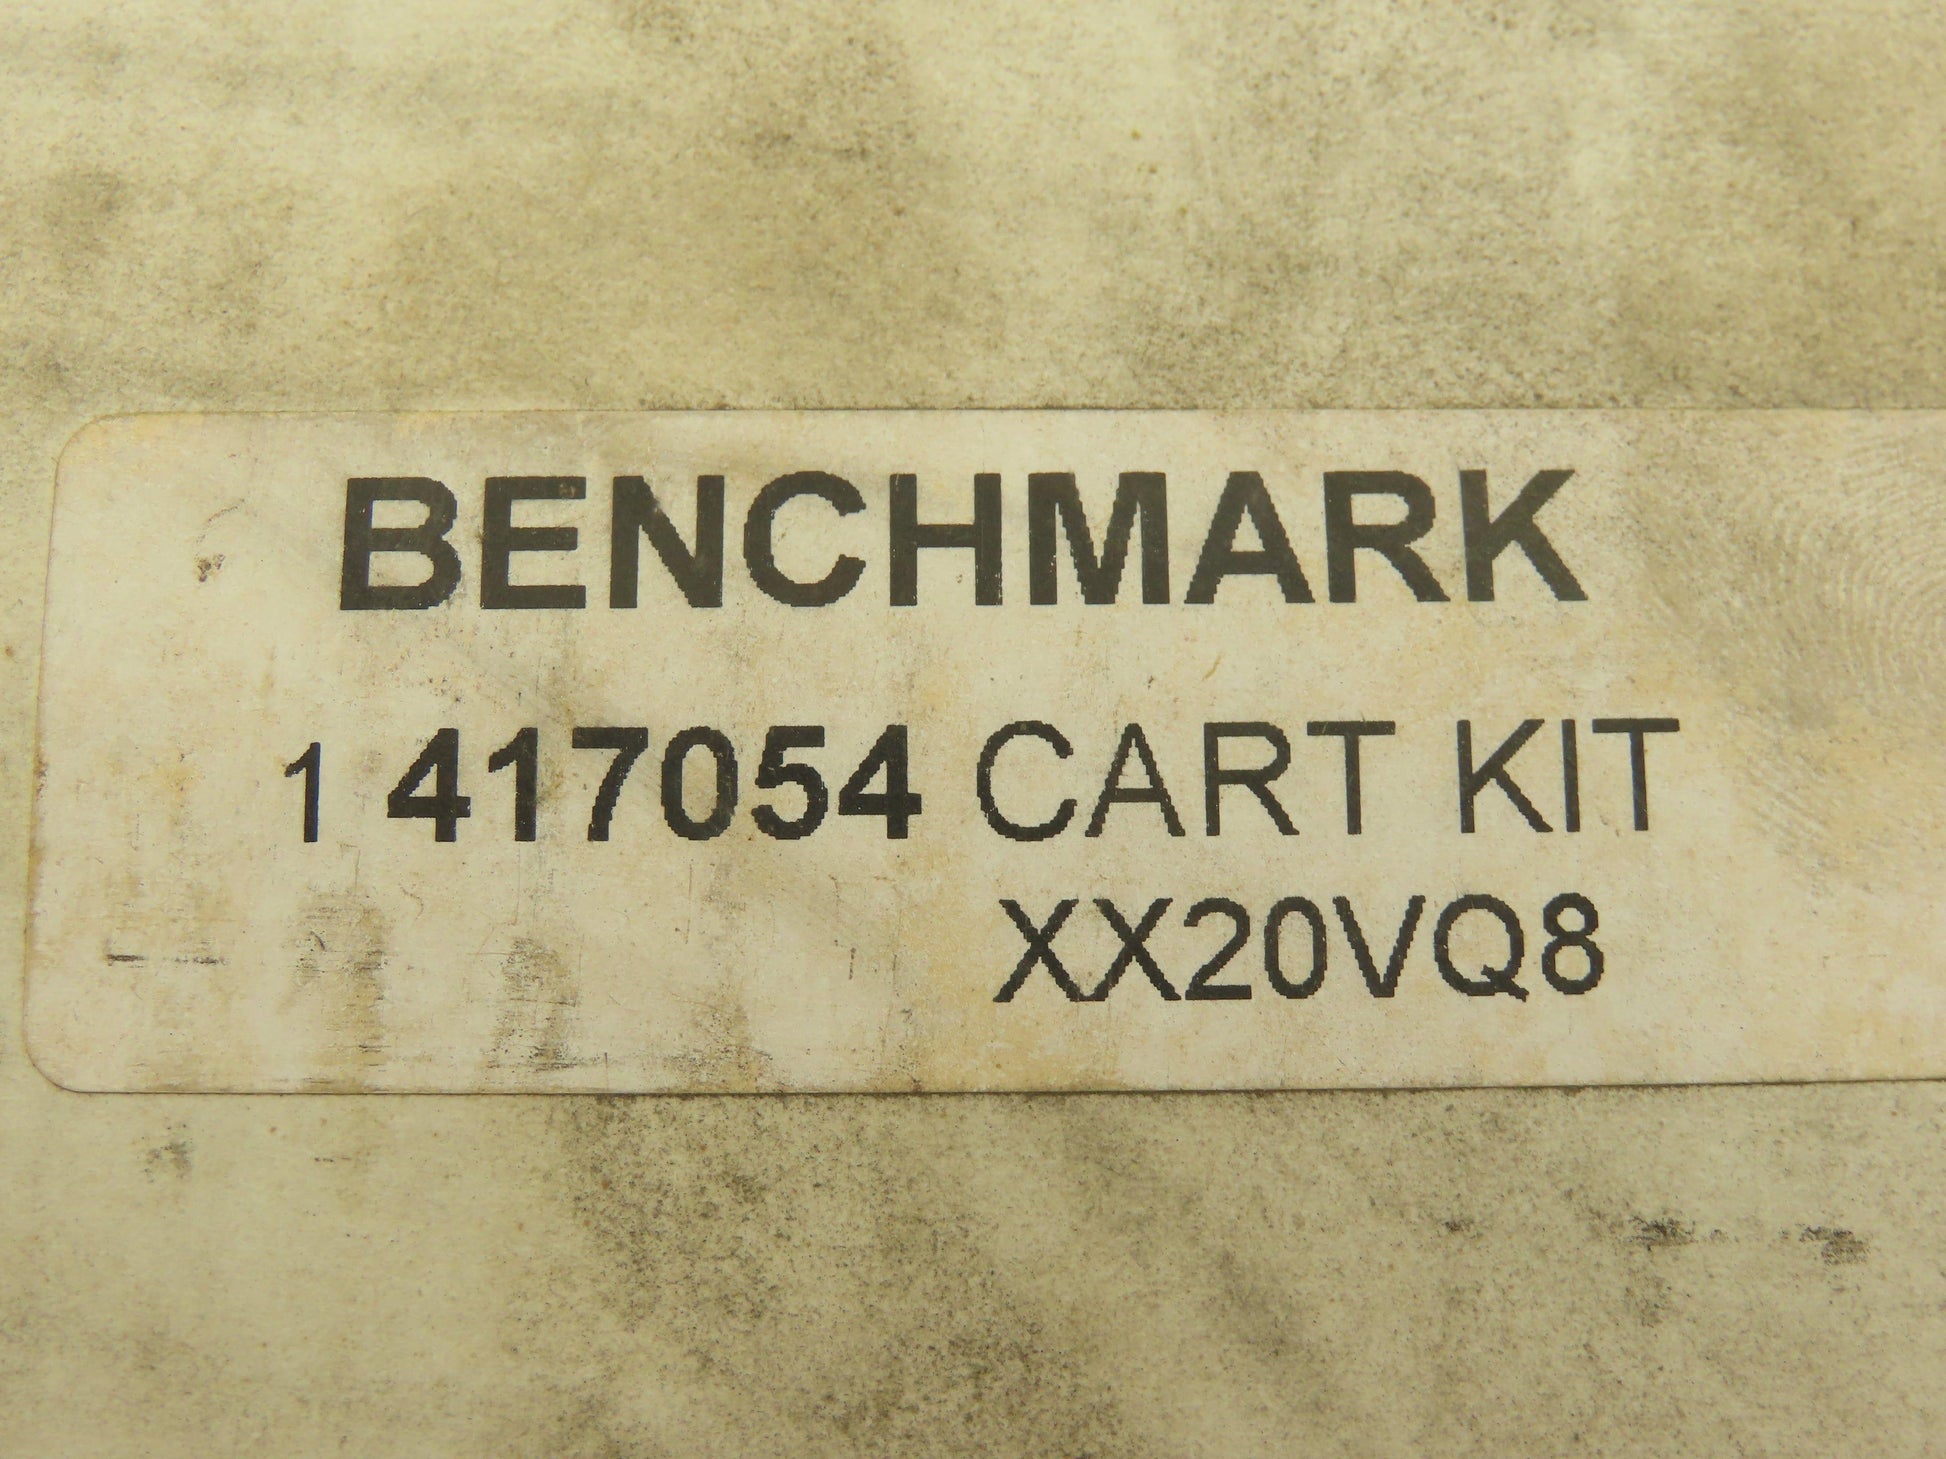 BENCHMARK
1 417054 CART KIT
XX20VQ8